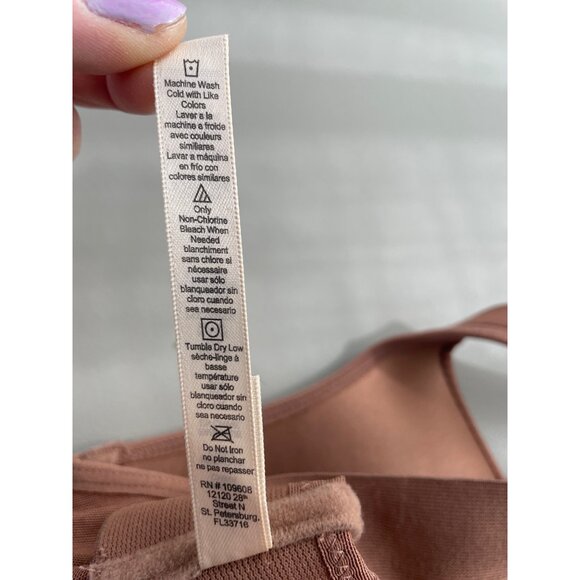 Machine Wash
Cold with Like
Colors
Laver a la
machine a froide
avec couleurs
similaires
Lavar a máquina
en frío con
colores similares
Only
Non-Chlorine
Bleach When
Needed
blanchiment
sans chlore si
nécessaire
usar sólo
blanqueador sin
cloro cuando
sea necesario
Tumble Dry Low
sèche-linge à
basse
température
usar sólo
blanqueador sin
cloro cuando
sea necesario
Do Not Iron
no planchar
ne pas repasser
RN # 109608
12120 28th
Street N
St. Petersburg,
FL33716